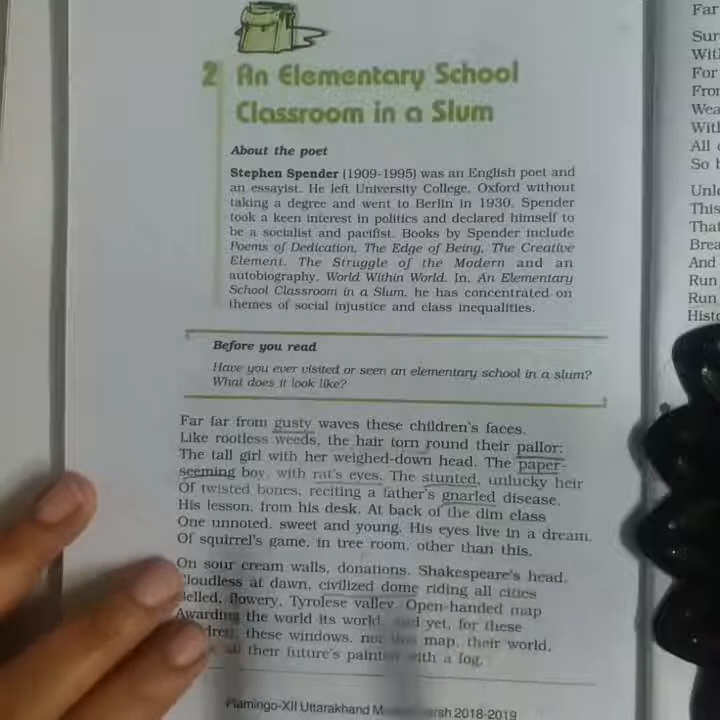 2 An Elementary School
Classroom in a Slum
About the poet
Stephen Spender (1909-1995) was an English poet and
an essayist. He left University College, Oxford without
taking a degree and went to Berlin in 1930. Spender
took a keen interest in politics and declared himself to
be a socialist and pacifist. Books by Spender include
Poems of Dedication, The Edge of Being, The Creative
Element, The Struggle of the Modern and an
autobiography, World Within World. In, An Elementary
School Classroom in a Slum, he has concentrated on
themes of social injustice and class inequalities.
Before you read
Have you ever visited or seen an elementary school in a slum?
What does it look like?
Far far from gusty waves these children's faces.
Like rootless weeds, the hair torn round their pallor:
The tall girl with her weighed-down head. The paper-
seeming boy, with rat's eyes. The stunted, unlucky heir
Of twisted bones, reciting a father's gnarled disease,
His lesson, from his desk. At back of the dim class
One unnoted, sweet and young. His eyes live in a dream.
Of squirrel's game, in tree room, other than this.
On sour cream walls, donations. Shakespeare's head,
Cloudless at dawn, civilized dome riding all cities
Belled, flowery, Tyrolese valley. Open-handed map
Awarding the world its world. And yet, for these
these windows, not this map, their world,
all their future's painted with a fog,
Flamingo-XII Uttarakhand 2018-2019
Far
Sur
With
For
From
Wea
With
All
So
Unle
This
That
Brea
And
Run
Run
Histo